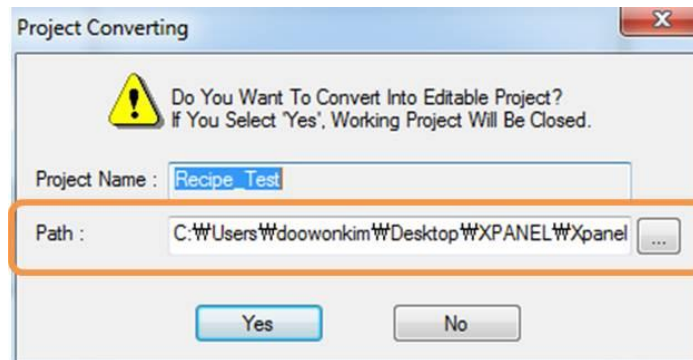 Project Converting
Do You Want To Convert Into Editable Project?
If You Select 'Yes', Working Project Will Be Closed.
Project Name : Recipe_Test
Path : C:₩Users₩doowonkim₩Desktop₩XPANEL₩Xpanel ...
Yes No